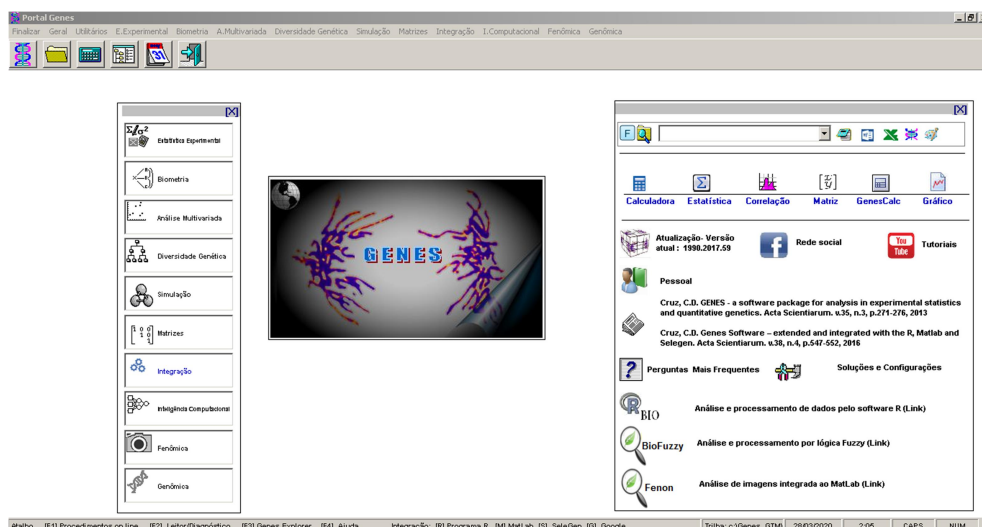 Portal Genes
Finalizar Geral Utilitários E.Experimental Biometria A.Multivariada Diversidade Genética Simulação Matrizes Integração I.Computacional Fenômica Genômica
31
[X]
Σ∫σ²
Estatística Experimental
Biometria
Análise Multivariada
Diversidade Genética
Simulação
Matrizes
Integração
Inteligência Computacional
Fenômica
Genômica
GENES
[X]
F
Calculadora Estatística Correlação Matriz GenesCalc Gráfico
Atualização- Versão
atual : 1990.2017.59
Rede social
You
Tube
Tutoriais
Pessoal
Cruz, C.D. GENES - a software package for analysis in experimental statistics
and quantitative genetics. Acta Scientiarum. v.35, n.3, p.271-276, 2013
Cruz, C.D. Genes Software – extended and integrated with the R, Matlab and
Selegen. Acta Scientiarum. v.38, n.4, p.547-552, 2016
? Perguntas Mais Frequentes
Soluções e Configurações
R BIO
Análise e processamento de dados pelo software R (Link)
BioFuzzy
Análise e processamento por lógica Fuzzy (Link)
Fenon
Análise de imagens integrada ao MatLab (Link)
Atalho [F1] Procedimentos on line [F2] Leitor/Diagnóstico [F3] Genes Explorer [F4] Ajuda Integração: [R] Programa R [M] MatLab [S] SeleGen [G] Google Trilha: c:\Genes_GTM\ 28/03/2020 2:05 CAPS NUM